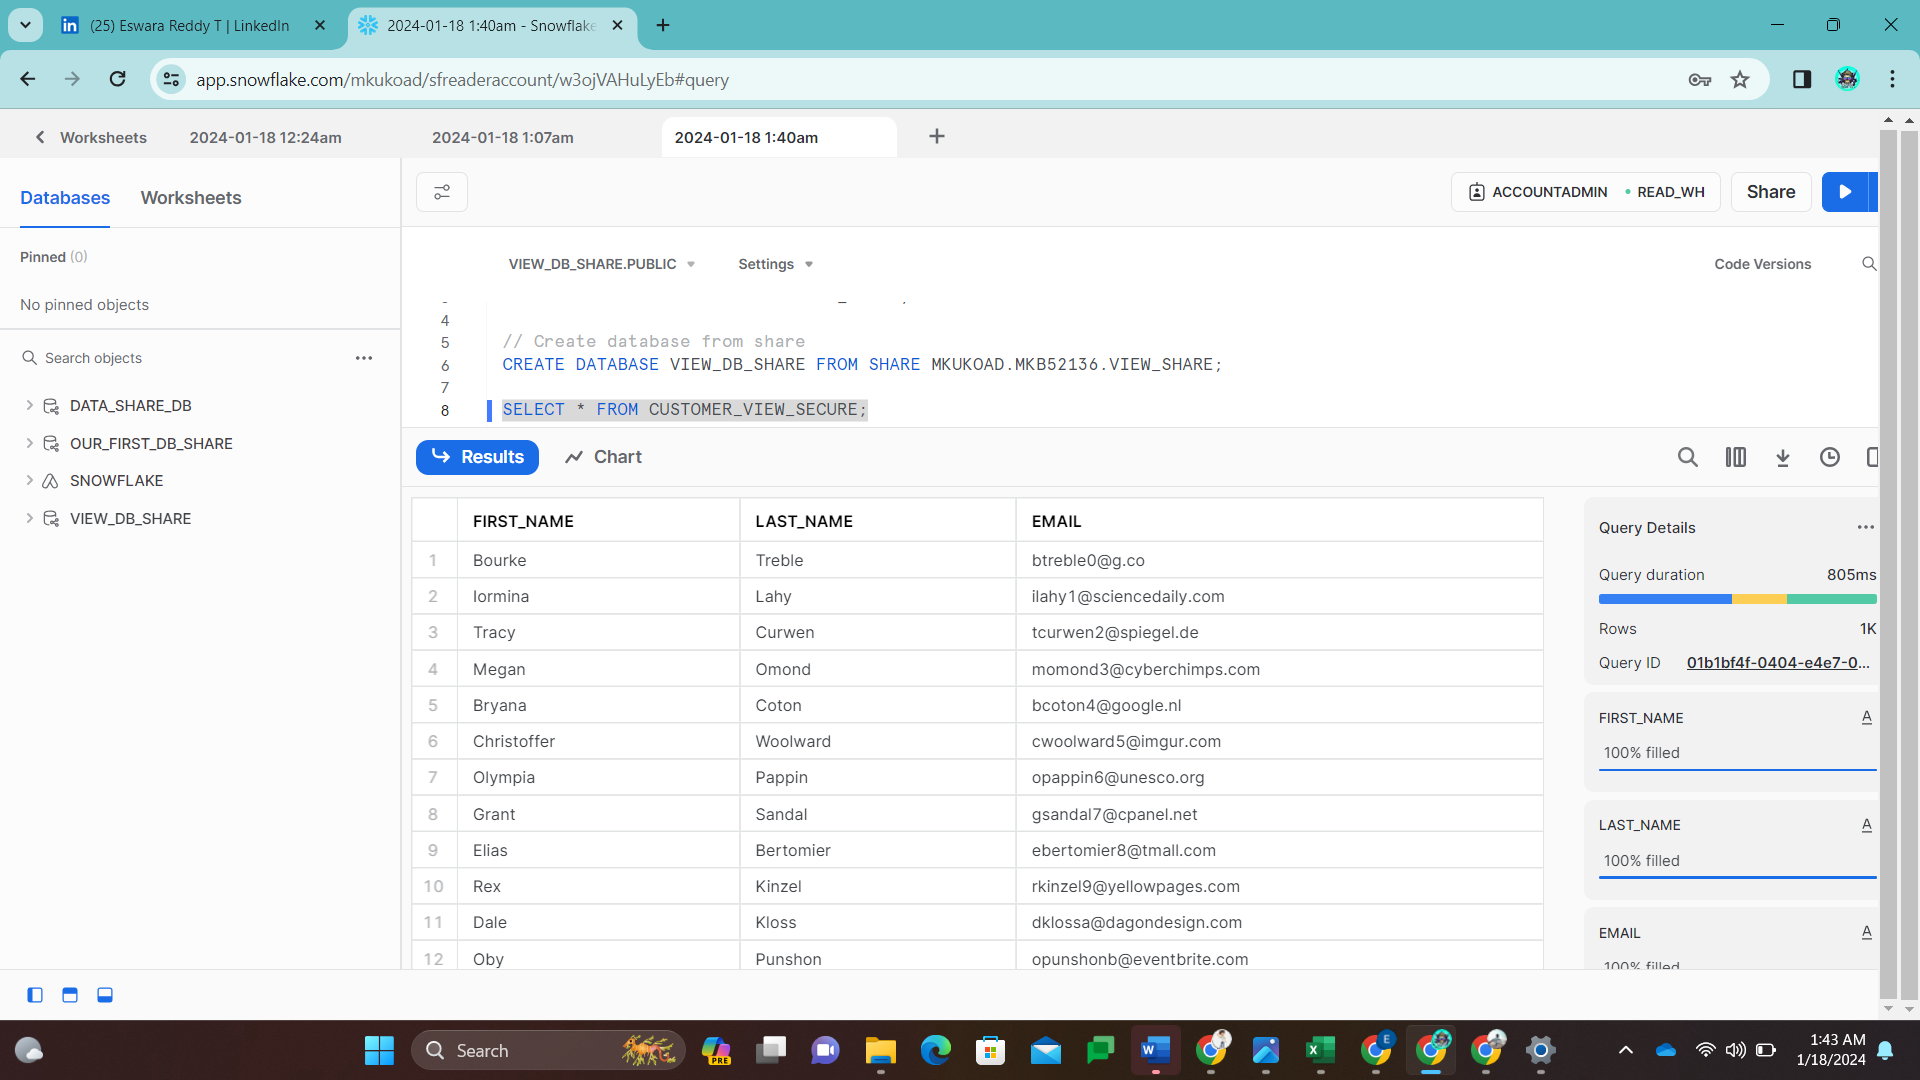 (25) Eswara Reddy T | LinkedIn
2024-01-18 1:40am - Snowflake
app.snowflake.com/mkukoad/sfreaderaccount/w3ojVAHuLyEb#query
Worksheets 2024-01-18 12:24am 2024-01-18 1:07am 2024-01-18 1:40am
Databases Worksheets
ACCOUNTADMIN READ_WH Share
Pinned (0)
No pinned objects
Search objects
DATA_SHARE_DB
OUR_FIRST_DB_SHARE
SNOWFLAKE
VIEW_DB_SHARE
VIEW_DB_SHARE.PUBLIC Settings Code Versions
4
5 // Create database from share
6 CREATE DATABASE VIEW_DB_SHARE FROM SHARE MKUKOAD.MKB52136.VIEW_SHARE;
7
8 SELECT * FROM CUSTOMER_VIEW_SECURE;
Results Chart
FIRST_NAME LAST_NAME EMAIL
1 Bourke Treble btreble0@g.co
2 Iormina Lahy ilahy1@sciencedaily.com
3 Tracy Curwen tcurwen2@spiegel.de
4 Megan Omond momond3@cyberchimps.com
5 Bryana Coton bcoton4@google.nl
6 Christoffer Woolward cwoolward5@imgur.com
7 Olympia Pappin opappin6@unesco.org
8 Grant Sandal gsandal7@cpanel.net
9 Elias Bertomier ebertomier8@tmall.com
10 Rex Kinzel rkinzel9@yellowpages.com
11 Dale Kloss dklossa@dagondesign.com
12 Oby Punshon opunshonb@eventbrite.com
Query Details
Query duration 805ms
Rows 1K
Query ID 01b1bf4f-0404-e4e7-0...
FIRST_NAME A
100% filled
LAST_NAME A
100% filled
EMAIL A
100% filled
Search
PRE
1:43 AM
1/18/2024